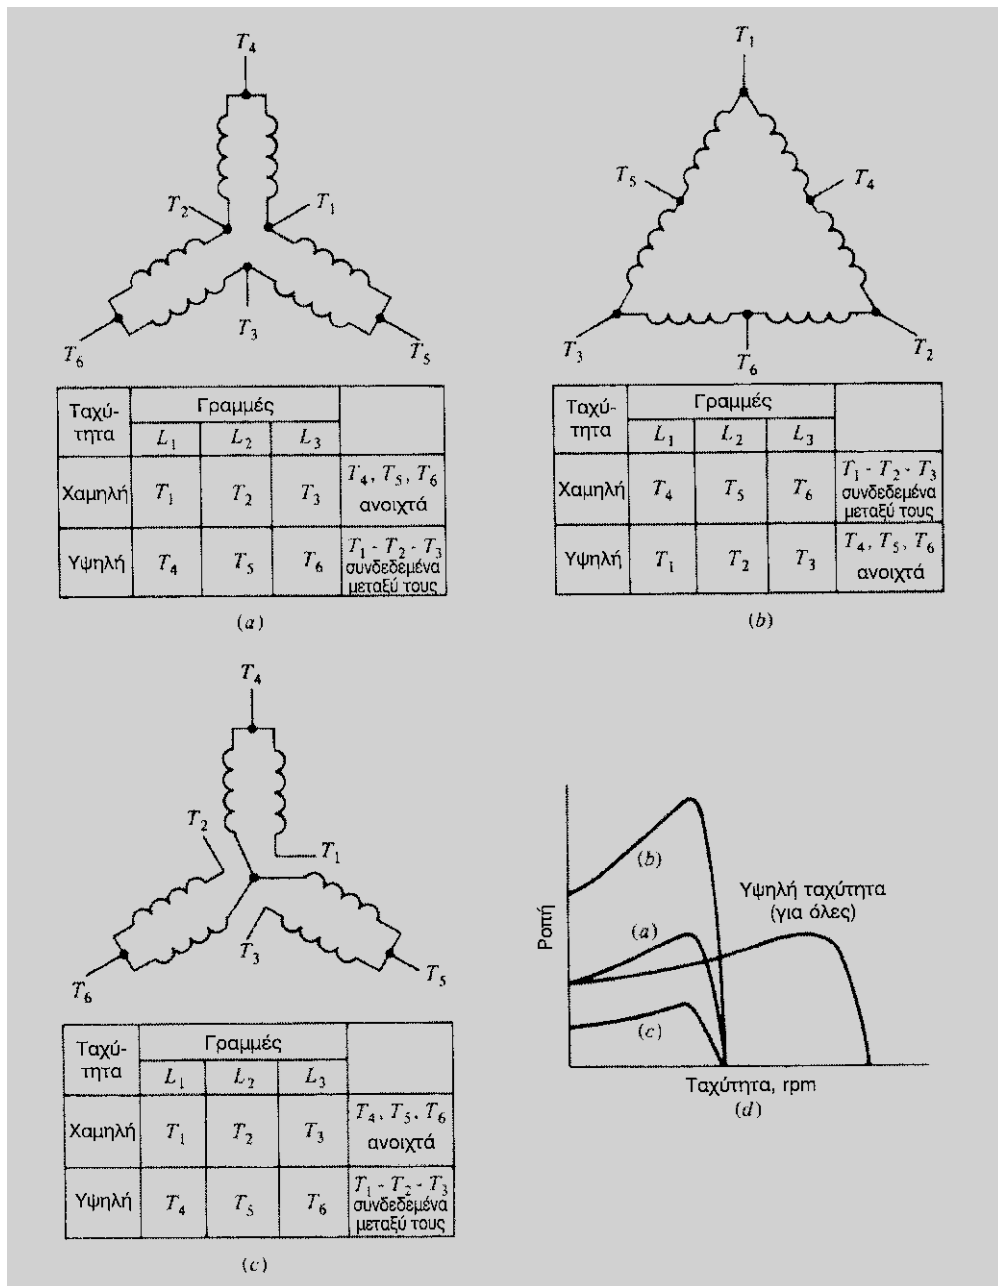 T4
T2
T1
T3
T6
T5
Ταχύ-
τητα
Γραμμές
L1 L2 L3
Χαμηλή T1 T2 T3 T4, T5, T6
ανοιχτά
Υψηλή T4 T5 T6 T1 - T2 - T3
συνδεδεμένα
μεταξύ τους
(a)
T1
T5
T4
T3
T6
T2
Ταχύ-
τητα
Γραμμές
L1 L2 L3
Χαμηλή T4 T5 T6 T1 - T2 - T3
συνδεδεμένα
μεταξύ τους
Υψηλή T1 T2 T3 T4, T5, T6
ανοιχτά
(b)
T4
T2
T1
T3
T6
T5
Ταχύ-
τητα
Γραμμές
L1 L2 L3
Χαμηλή T1 T2 T3 T4, T5, T6
ανοιχτά
Υψηλή T4 T5 T6 T1 - T2 - T3
συνδεδεμένα
μεταξύ τους
(c)
Ροπή
(b)
(a)
(c)
Υψηλή ταχύτητα
(για όλες)
Ταχύτητα, rpm
(d)